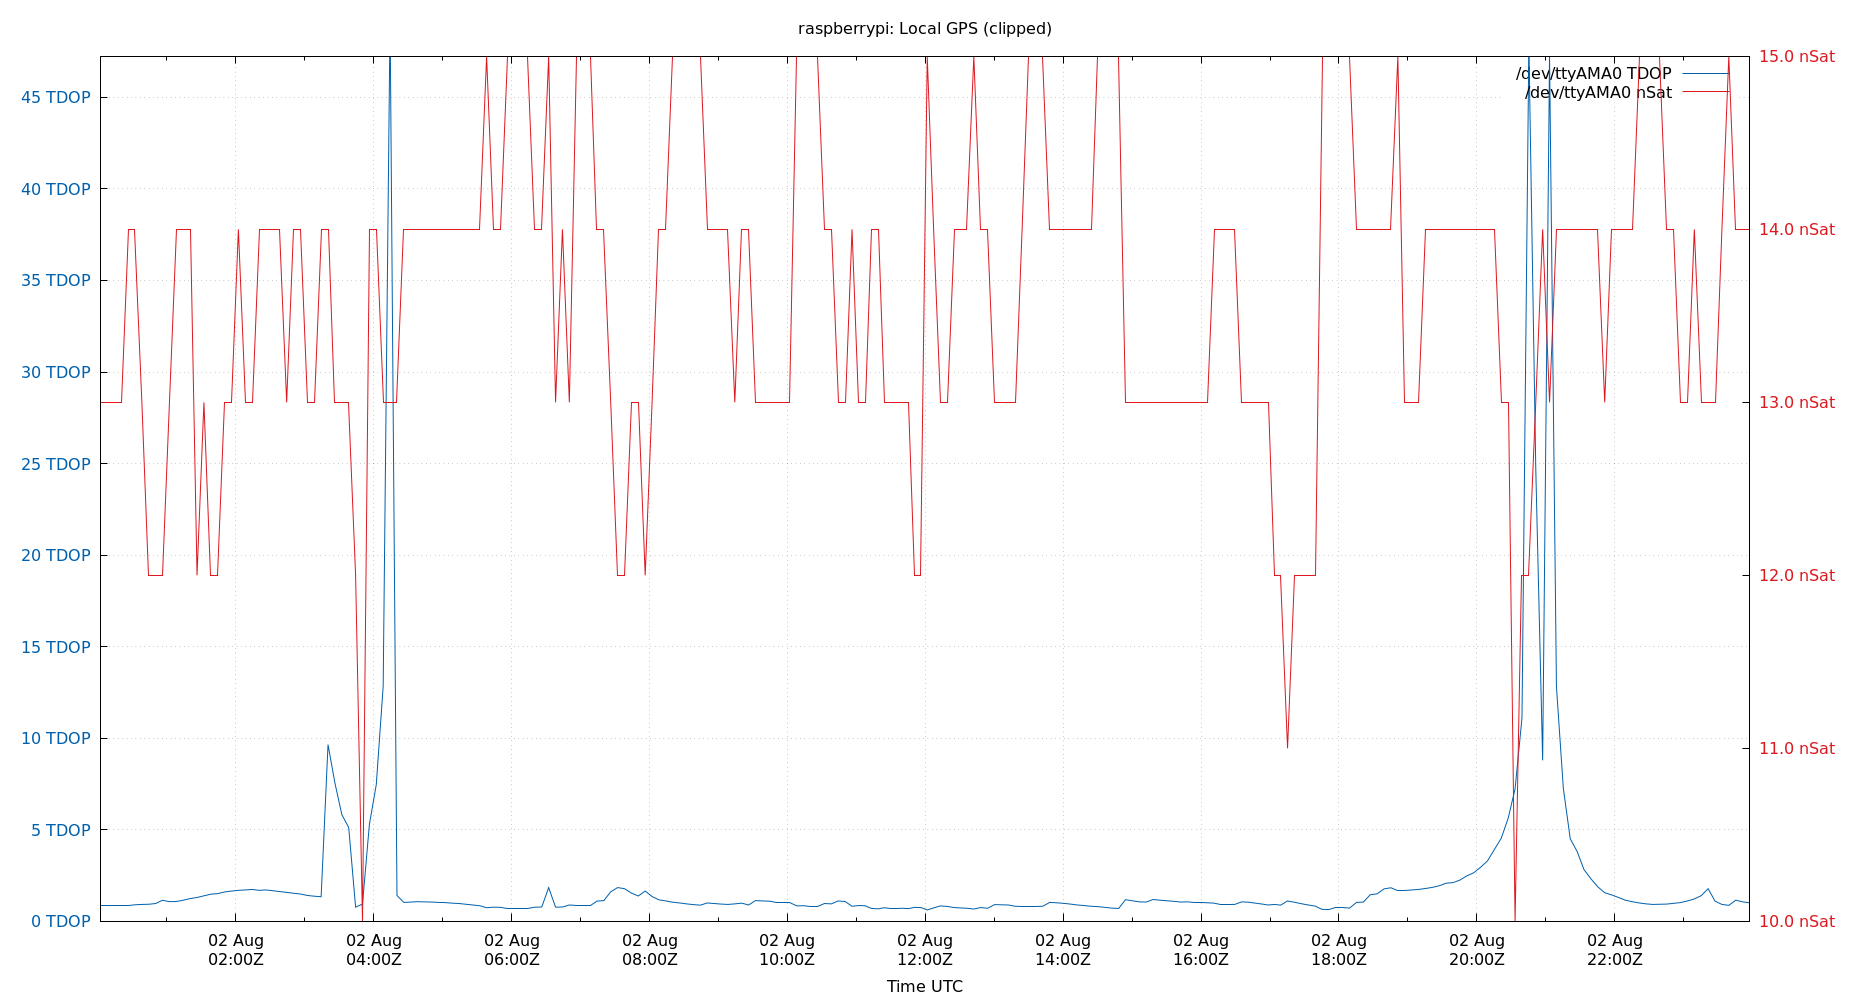 raspberrypi: Local GPS (clipped)
/dev/ttyAMA0 TDOP
/dev/ttyAMA0 nSat
45 TDOP
40 TDOP
35 TDOP
30 TDOP
25 TDOP
20 TDOP
15 TDOP
10 TDOP
5 TDOP
0 TDOP
15.0 nSat
14.0 nSat
13.0 nSat
12.0 nSat
11.0 nSat
10.0 nSat
02 Aug
02:00Z
02 Aug
04:00Z
02 Aug
06:00Z
02 Aug
08:00Z
02 Aug
10:00Z
02 Aug
12:00Z
02 Aug
14:00Z
02 Aug
16:00Z
02 Aug
18:00Z
02 Aug
20:00Z
02 Aug
22:00Z
Time UTC